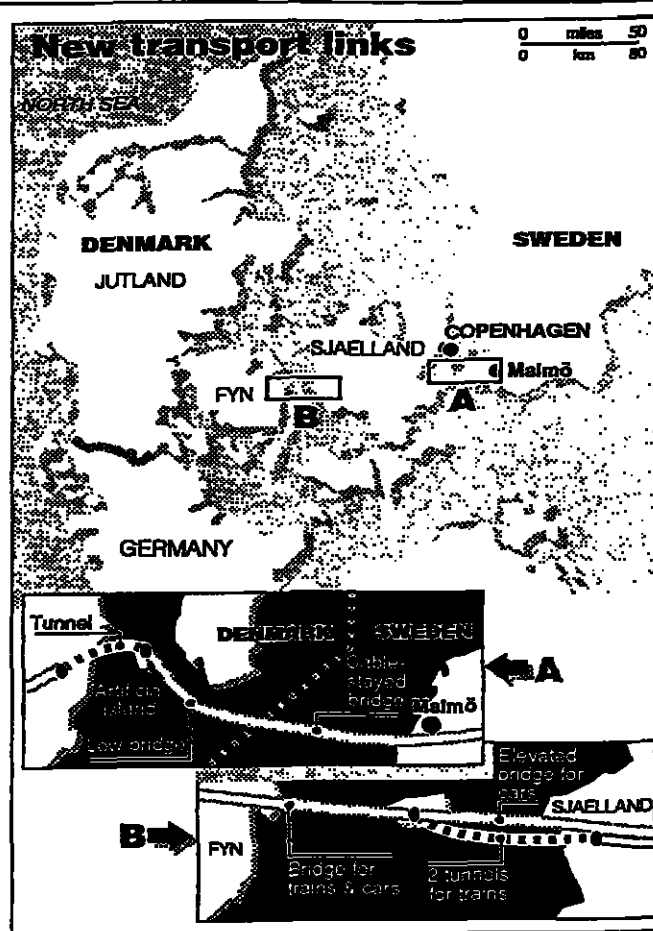 New transport links
0 miles 50
0 km 80
NORTH SEA
DENMARK
JUTLAND
SWEDEN
COPENHAGEN
SJAELLAND
Malmö
FYN
B
A
GERMANY
Tunnel
DENMARK
SWEDEN
Artificial
island
Low bridge
Cable-
stayed
bridge
Malmö
A
Elevated
bridge for
cars
SJAELLAND
B
FYN
Bridge for
trains & cars
2 tunnels
for trains